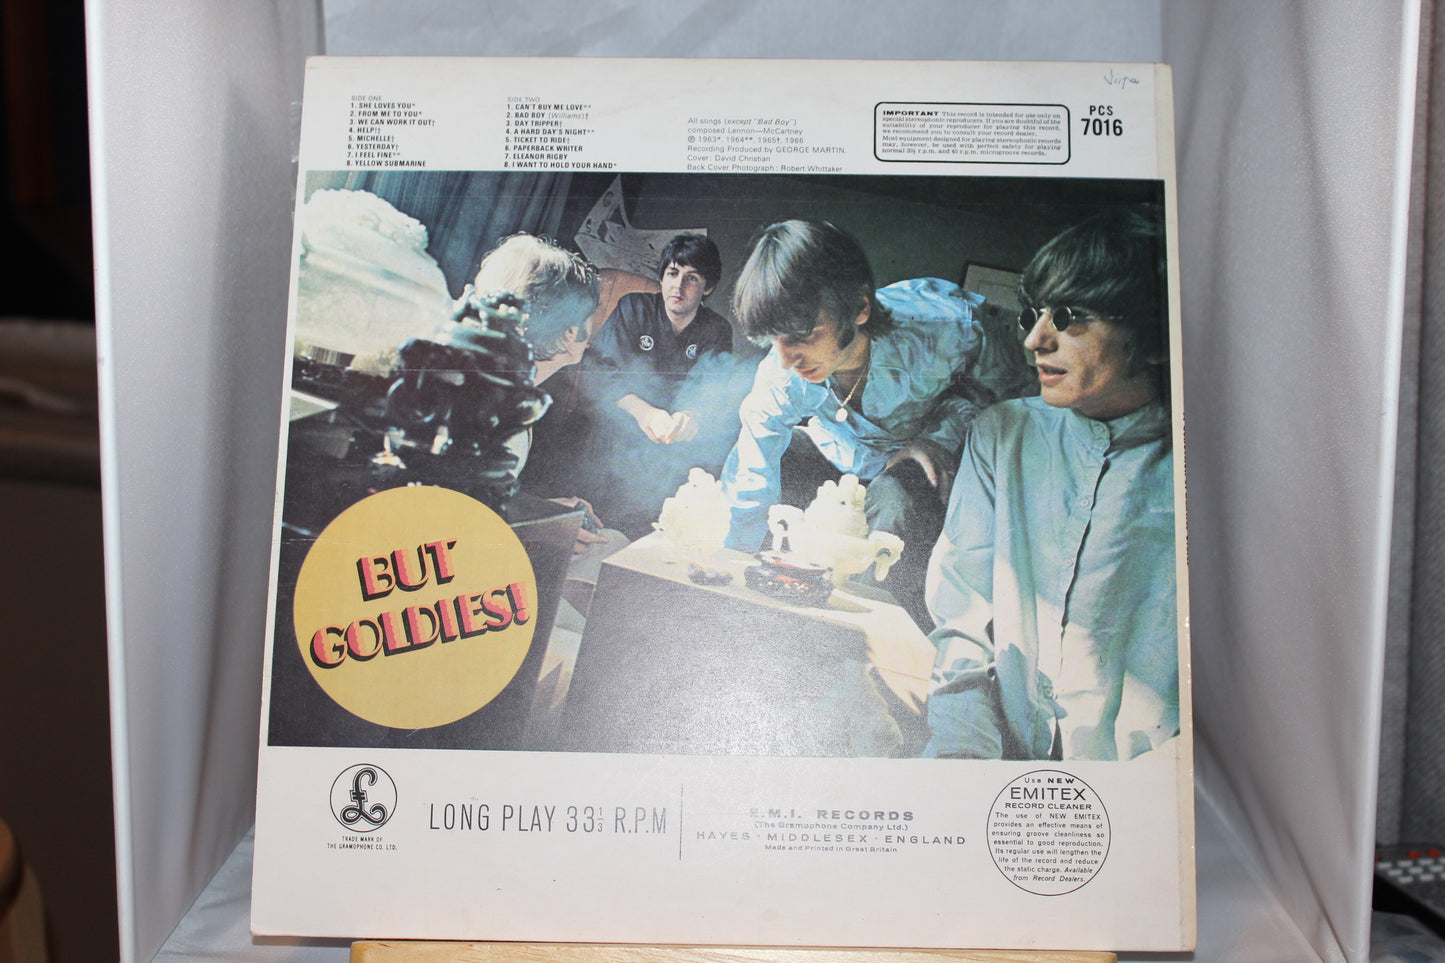 SIDE ONE
1. SHE LOVES YOU*
2. FROM ME TO YOU*
3. WE CAN WORK IT OUT†
4. HELP!†
5. MICHELLE†
6. YESTERDAY†
7. I FEEL FINE**
8. YELLOW SUBMARINE
SIDE TWO
1. CAN'T BUY ME LOVE**
2. BAD BOY (Williams)†
3. DAY TRIPPER†
4. A HARD DAY'S NIGHT**
5. TICKET TO RIDE†
6. PAPERBACK WRITER
7. ELEANOR RIGBY
8. I WANT TO HOLD YOUR HAND*
All songs (except "Bad Boy")
composed Lennon—McCartney
℗ 1963*, 1964**, 1965†, 1966
Recording Produced by GEORGE MARTIN.
Cover: David Christian
Back Cover Photograph: Robert Whittaker
IMPORTANT This record is intended for use only on
special stereophonic reproducers. If you are doubtful of the
suitability of your reproducer for playing this record,
we recommend you to consult your record dealer.
Most equipment designed for playing stereophonic records
may, however, be used with perfect safety for playing
normal 33⅓ r.p.m. and 45 r.p.m. microgroove records.
PCS
7016
BUT
GOLDIES!
£
TRADE MARK OF
THE GRAMOPHONE CO. LTD.
LONG PLAY 33⅓ R.P.M
E.M.I. RECORDS
(The Gramophone Company Ltd.)
HAYES · MIDDLESEX · ENGLAND
Made and Printed in Great Britain
Use NEW
EMITEX
RECORD CLEANER
The use of NEW EMITEX
provides an effective means of
ensuring groove cleanliness so
essential to good reproduction.
Its regular use will lengthen the
life of the record and reduce
the static charge. Available
from Record Dealers.